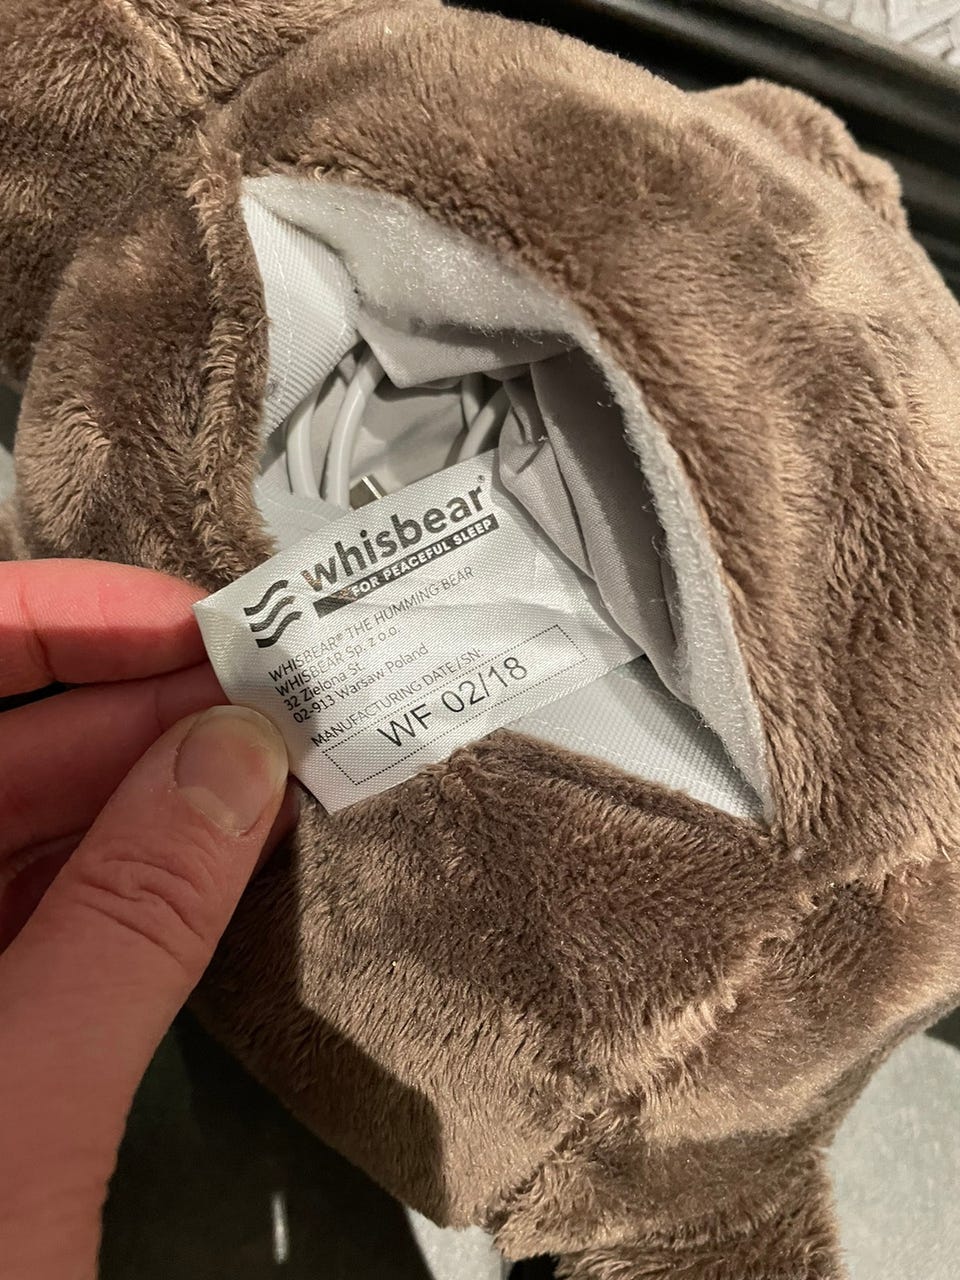 whisbear®
FOR PEACEFUL SLEEP
WHISBEAR® THE HUMMING BEAR
WHISBEAR Sp. z o.o.
32 Zielona St.
02-913 Warsaw Poland
MANUFACTURING DATE/SN:
WF 02/18